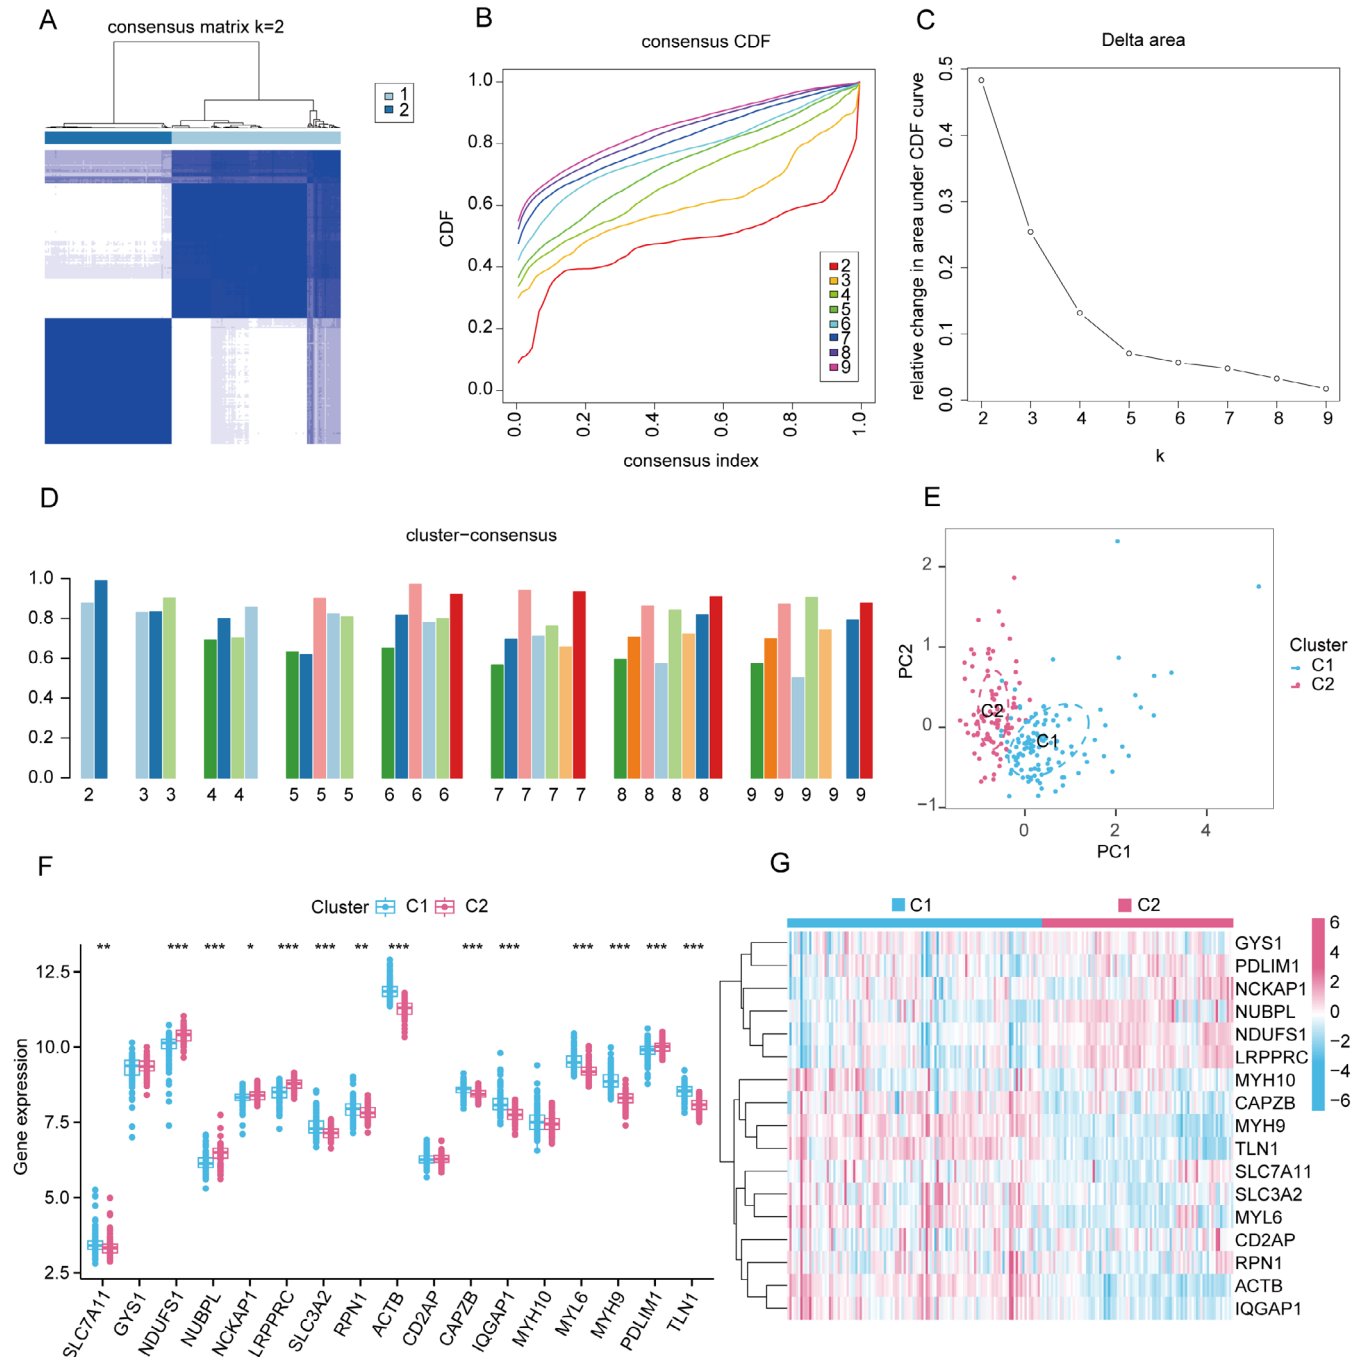 A
consensus matrix k=2
1
2
B
consensus CDF
CDF
1.0
0.8
0.6
0.4
0.2
0.0
2
3
4
5
6
7
8
9
0.0
0.2
0.4
0.6
0.8
1.0
consensus index
C
Delta area
relative change in area under CDF curve
0.5
0.4
0.3
0.2
0.1
0.0
2 3 4 5 6 7 8 9
k
D
cluster−consensus
1.0
0.8
0.6
0.4
0.2
0.0
2 3 3 4 4 5 5 5 6 6 6 7 7 7 7 8 8 8 8 9 9 9 9 9
E
PC2
2
1
0
−1
C2
C1
0 2 4
PC1
Cluster
C1
C2
F
Cluster C1 C2
** *** *** * *** *** ** *** *** *** *** *** *** ***
Gene expression
12.5
10.0
7.5
5.0
2.5
SLC7A11
GYS1
NDUFS1
NUBPL
NCKAP1
LRPPRC
SLC3A2
RPN1
ACTB
CD2AP
CAPZB
IQGAP1
MYH10
MYL6
MYH9
PDLIM1
TLN1
G
C1 C2
GYS1
PDLIM1
NCKAP1
NUBPL
NDUFS1
LRPPRC
MYH10
CAPZB
MYH9
TLN1
SLC7A11
SLC3A2
MYL6
CD2AP
RPN1
ACTB
IQGAP1
6
4
2
0
−2
−4
−6